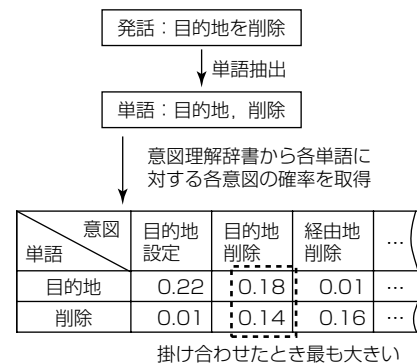 発話：目的地を削除
単語抽出
単語：目的地，削除
意図理解辞書から各単語に
対する各意図の確率を取得
意図
単語
目的地
設定
目的地
削除
経由地
削除
…
目的地 0.22 0.18 0.01 …
削除 0.01 0.14 0.16 …
掛け合わせたとき最も大きい